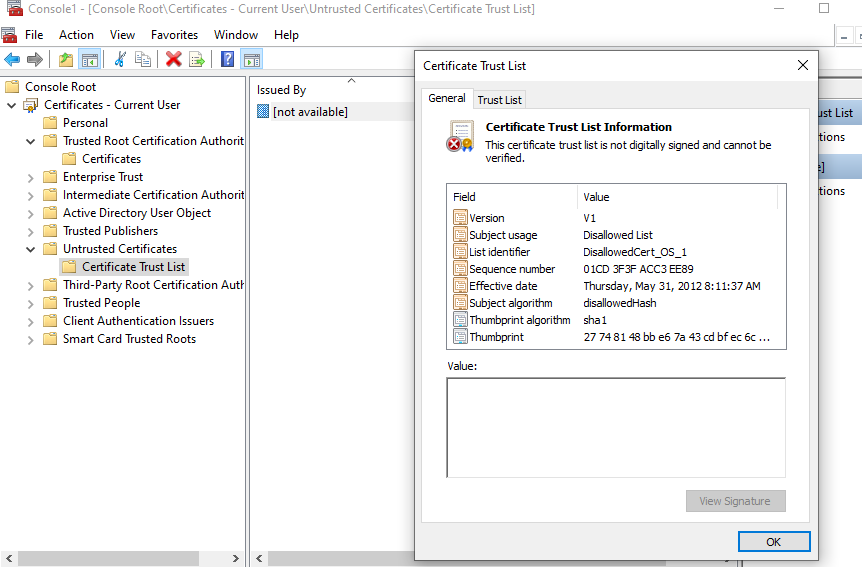 Console1 - [Console Root\Certificates - Current User\Untrusted Certificates\Certificate Trust List]
File Action View Favorites Window Help
Console Root
Certificates - Current User
Personal
Trusted Root Certification Authorit
Certificates
Enterprise Trust
Intermediate Certification Authorit
Active Directory User Object
Trusted Publishers
Untrusted Certificates
Certificate Trust List
Third-Party Root Certification Auth
Trusted People
Client Authentication Issuers
Smart Card Trusted Roots
Issued By
[not available]
Certificate Trust List
General Trust List
Certificate Trust List Information
This certificate trust list is not digitally signed and cannot be
verified.
Field Value
Version V1
Subject usage Disallowed List
List identifier DisallowedCert_OS_1
Sequence number 01CD 3F3F ACC3 EE89
Effective date Thursday, May 31, 2012 8:11:37 AM
Subject algorithm disallowedHash
Thumbprint algorithm sha1
Thumbprint 27 74 81 48 bb e6 7a 43 cd bf ec 6c ...
Value:
View Signature
OK
ust List
tions
e]
tions